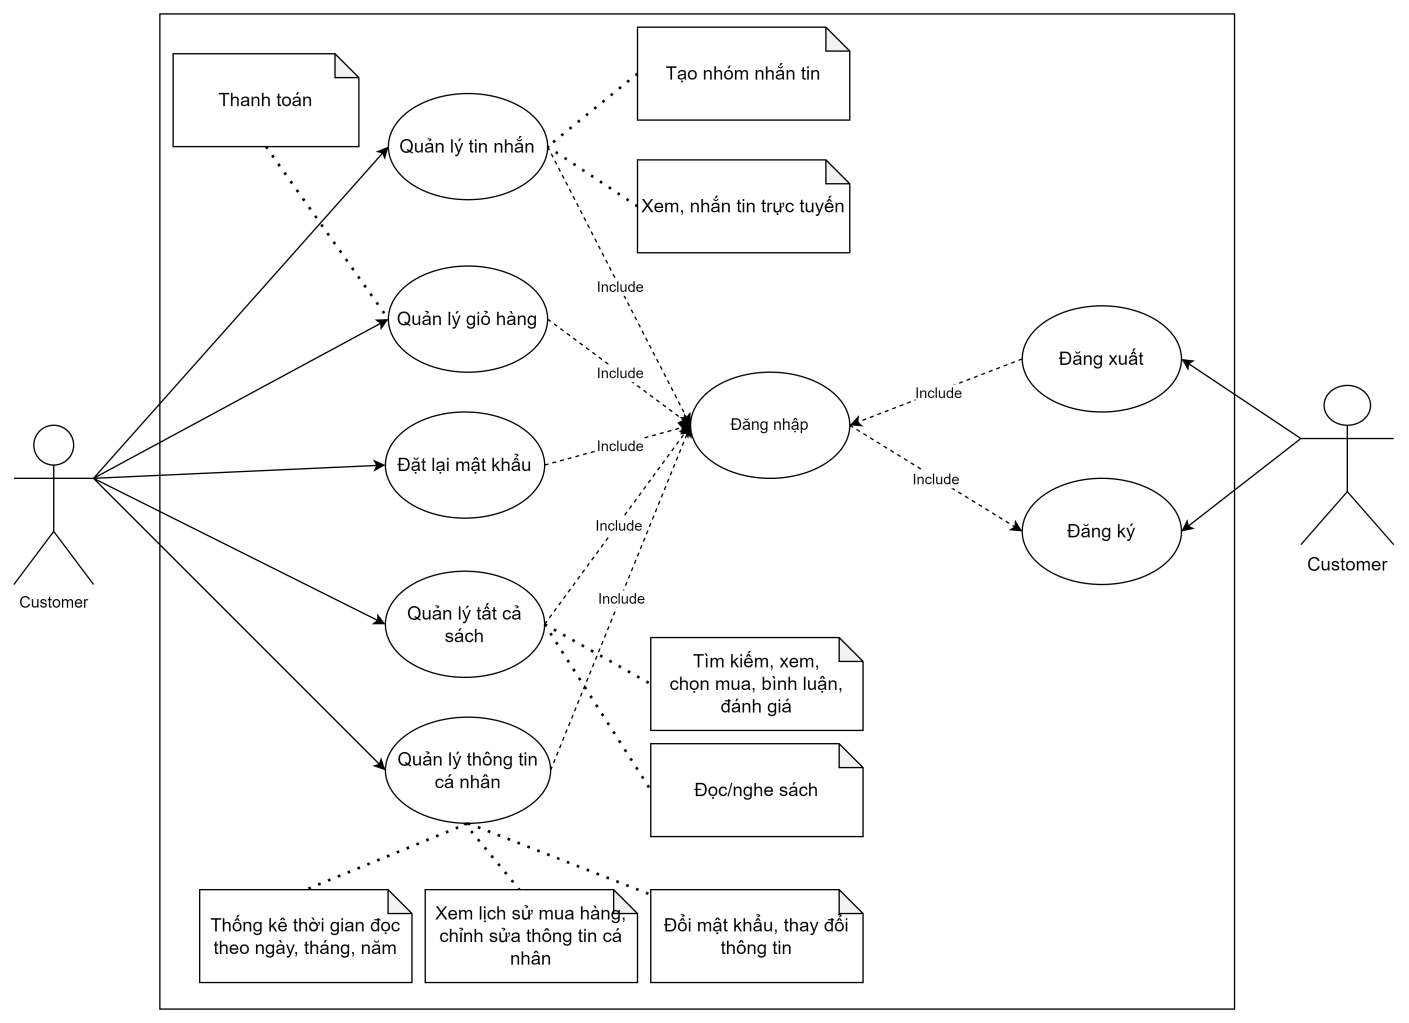 Thanh toán
Tạo nhóm nhắn tin
Quản lý tin nhắn
Xem, nhắn tin trực tuyến
Include
Quản lý giỏ hàng
Include
Đăng xuất
Include
Đăng nhập
Include
Đặt lại mật khẩu
Include
Đăng ký
Include
Customer
Customer
Include
Quản lý tất cả
sách
Tìm kiếm, xem,
chọn mua, bình luận,
đánh giá
Quản lý thông tin
cá nhân
Đọc/nghe sách
Thống kê thời gian đọc
theo ngày, tháng, năm
Xem lịch sử mua hàng,
chỉnh sửa thông tin cá
nhân
Đổi mật khẩu, thay đổi
thông tin